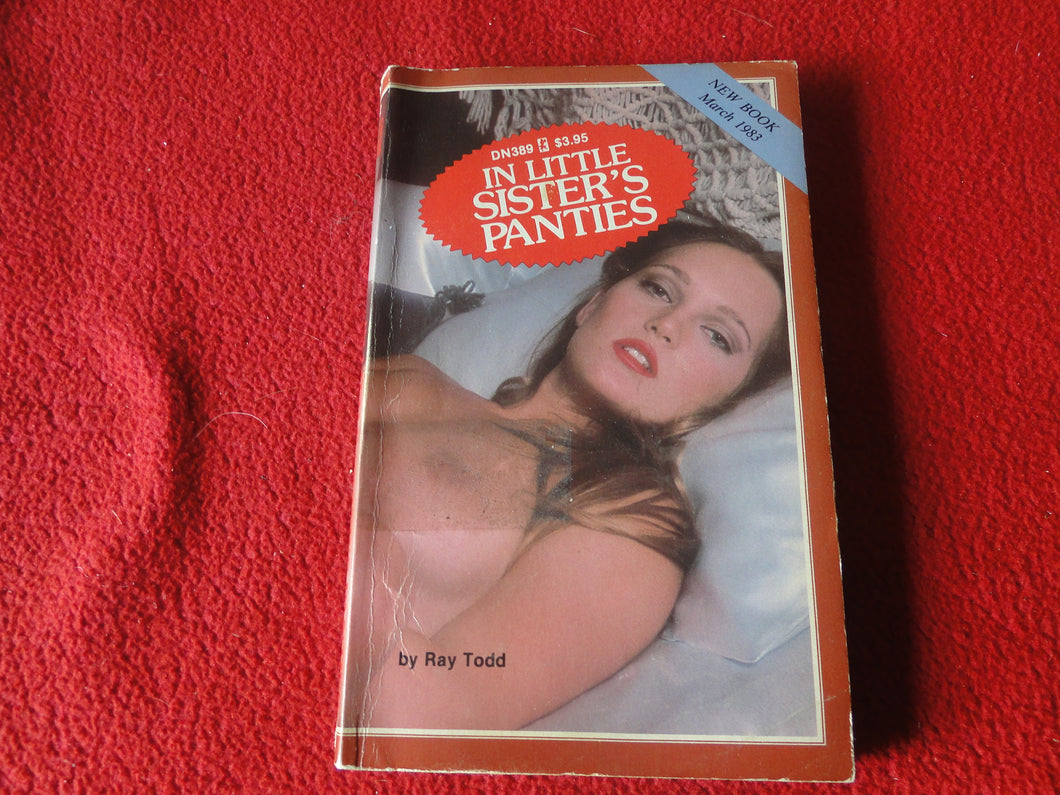 NEW BOOK
March 1983
DN389 $3.95
IN LITTLE
SISTER'S
PANTIES
by Ray Todd